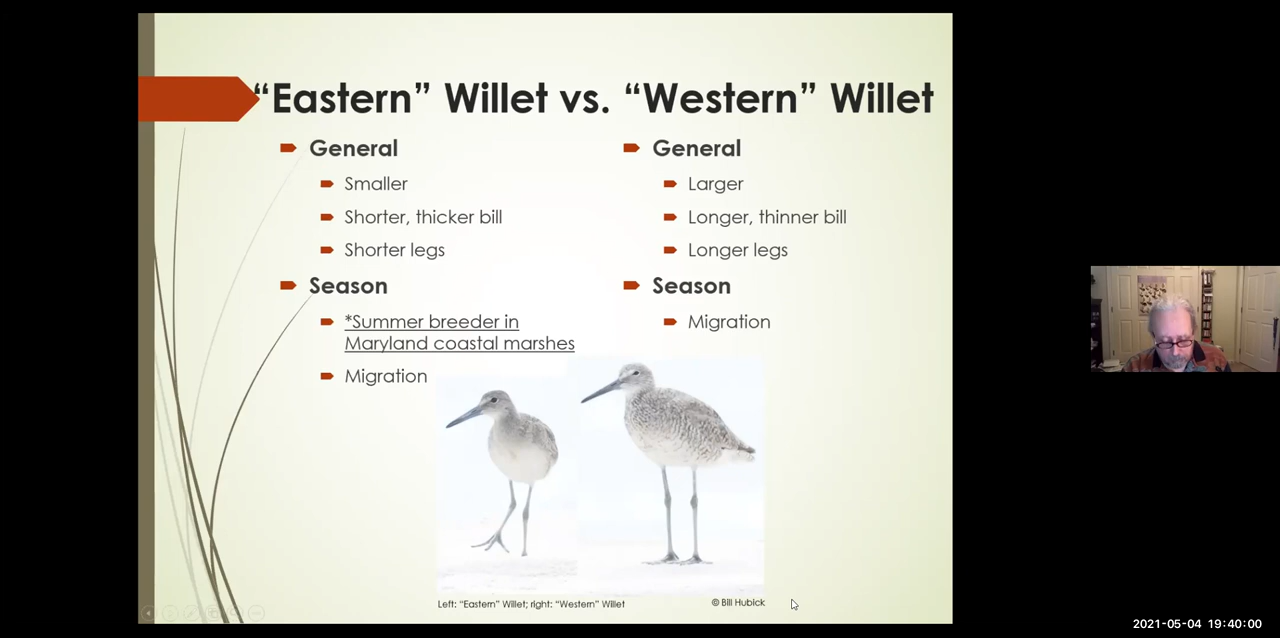 “Eastern” Willet vs. “Western” Willet
General
Smaller
Shorter, thicker bill
Shorter legs
Season
*Summer breeder in
Maryland coastal marshes
Migration
General
Larger
Longer, thinner bill
Longer legs
Season
Migration
Left: “Eastern” Willet; right: “Western” Willet
© Bill Hubick
2021-05-04 19:40:00